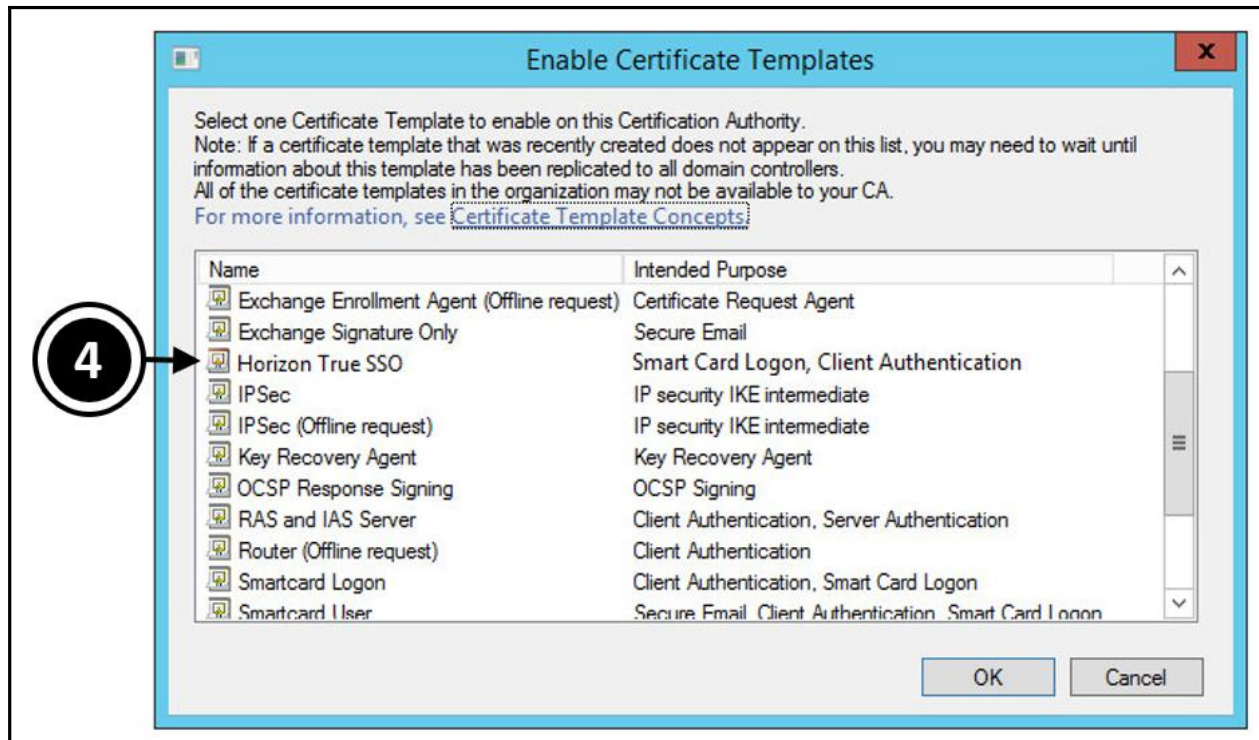 Enable Certificate Templates
x
Select one Certificate Template to enable on this Certification Authority.
Note: If a certificate template that was recently created does not appear on this list, you may need to wait until
information about this template has been replicated to all domain controllers.
All of the certificate templates in the organization may not be available to your CA.
For more information, see Certificate Template Concepts.
Name Intended Purpose
Exchange Enrollment Agent (Offline request) Certificate Request Agent
Exchange Signature Only Secure Email
4 Horizon True SSO Smart Card Logon, Client Authentication
IPSec IP security IKE intermediate
IPSec (Offline request) IP security IKE intermediate
Key Recovery Agent Key Recovery Agent
OCSP Response Signing OCSP Signing
RAS and IAS Server Client Authentication, Server Authentication
Router (Offline request) Client Authentication
Smartcard Logon Client Authentication, Smart Card Logon
Smartcard User Secure Email, Client Authentication, Smart Card Logon
OK Cancel